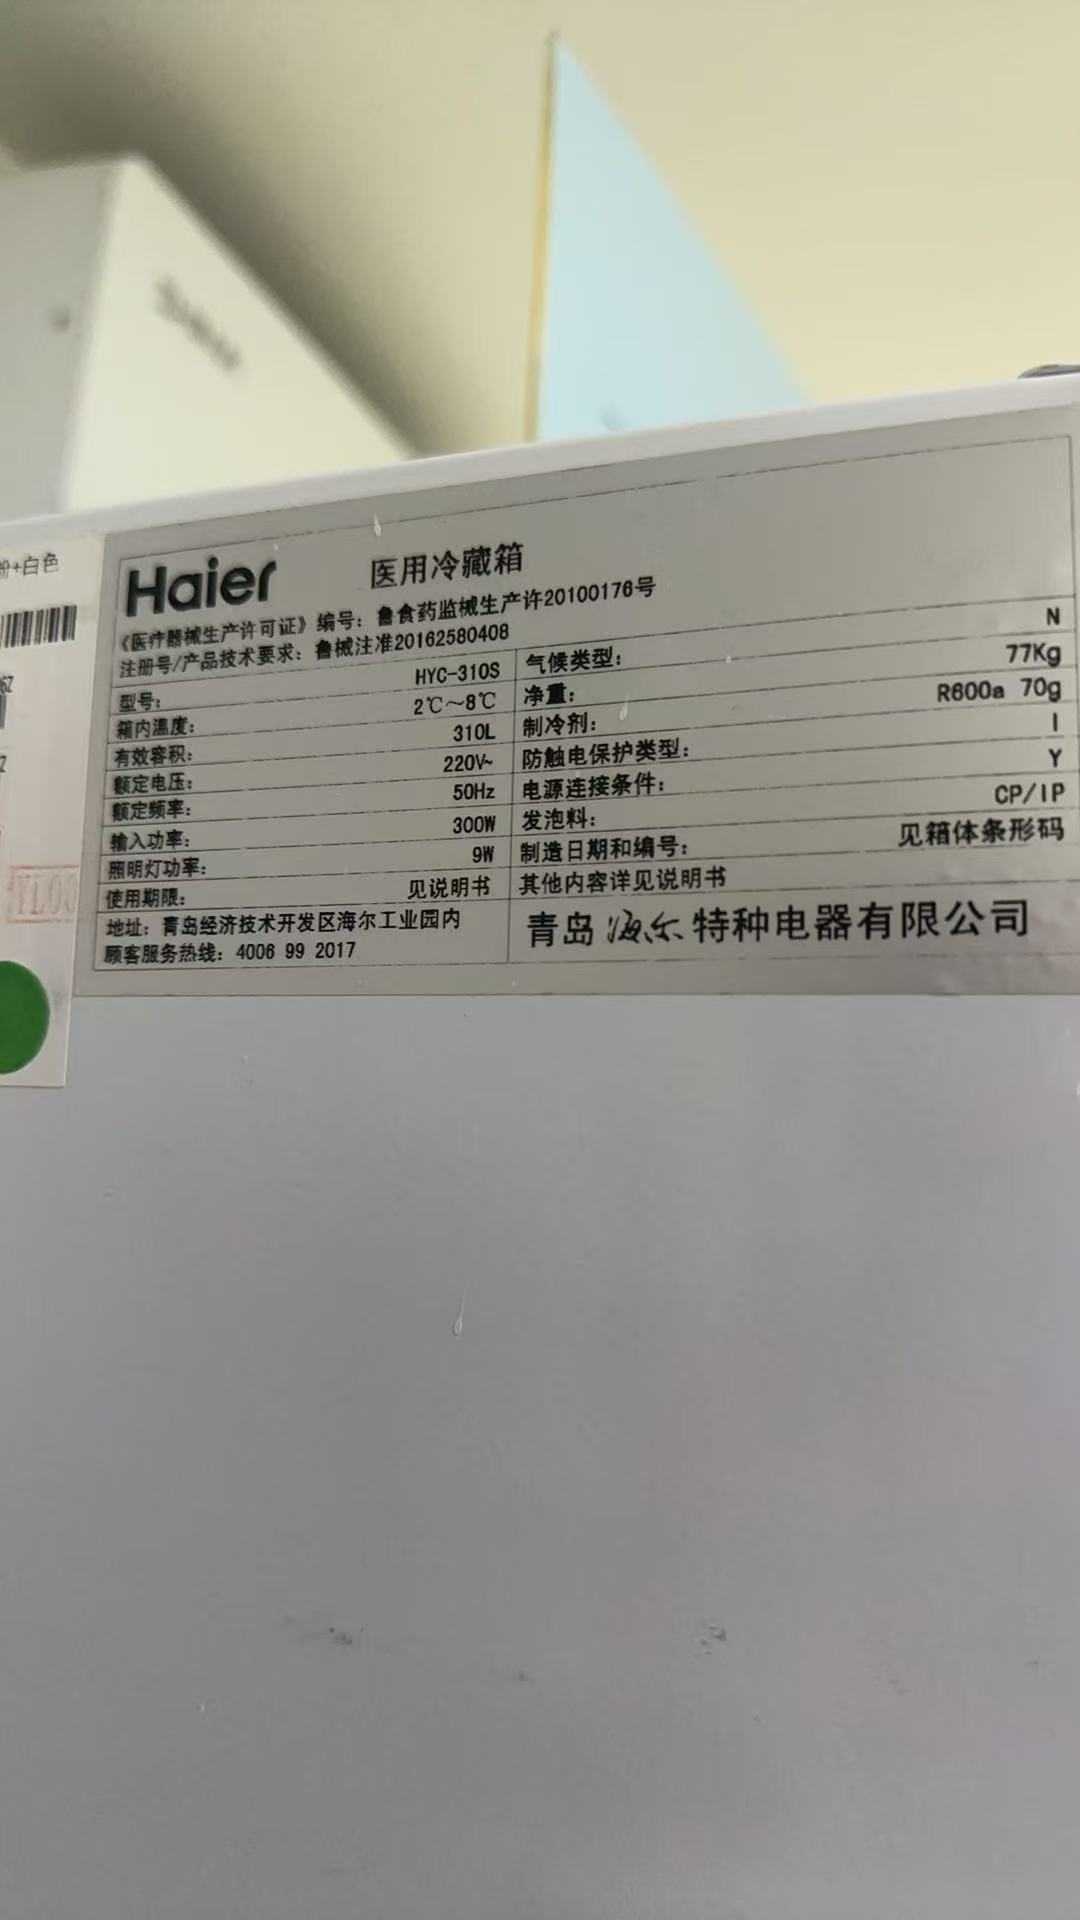 粉+白色
Haier 医用冷藏箱
《医疗器械生产许可证》编号：鲁食药监械生产许20100176号
注册号/产品技术要求：鲁械注准20162580408
型号： HYC-310S
箱内温度： 2℃～8℃
有效容积： 310L
额定电压： 220V~
额定频率： 50Hz
输入功率： 300W
照明灯功率： 9W
使用期限： 见说明书
地址：青岛经济技术开发区海尔工业园内
顾客服务热线：4006 99 2017
气候类型： N
净重： 77Kg
制冷剂： R600a 70g
防触电保护类型： I
电源连接条件： Y
发泡料： CP/IP
制造日期和编号： 见箱体条形码
其他内容详见说明书
青岛海尔特种电器有限公司